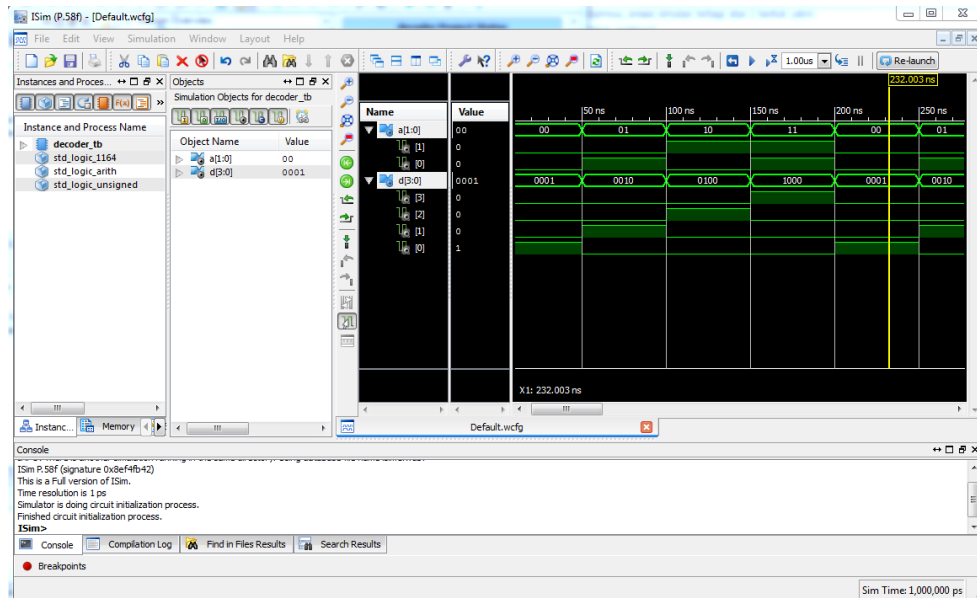 ISim (P.58f) - [Default.wcfg]
File Edit View Simulation Window Layout Help
1.00us Re-launch
Instances and Proces... Objects
Simulation Objects for decoder_tb
Instance and Process Name
decoder_tb
std_logic_1164
std_logic_arith
std_logic_unsigned
Object Name Value
a[1:0] 00
d[3:0] 0001
232.003 ns
Name Value
50 ns 100 ns 150 ns 200 ns 250 ns
a[1:0] 00 00 01 10 11 00 01
[1] 0
[0] 0
d[3:0] 0001 0001 0010 0100 1000 0001 0010
[3] 0
[2] 0
[1] 0
[0] 1
X1: 232.003 ns
Instanc... Memory
Default.wcfg
Console
ISim P.58f (signature 0x8ef4fb42)
This is a Full version of ISim.
Time resolution is 1 ps
Simulator is doing circuit initialization process.
Finished circuit initialization process.
ISim>
Console Compilation Log Find in Files Results Search Results
Breakpoints
Sim Time: 1,000,000 ps